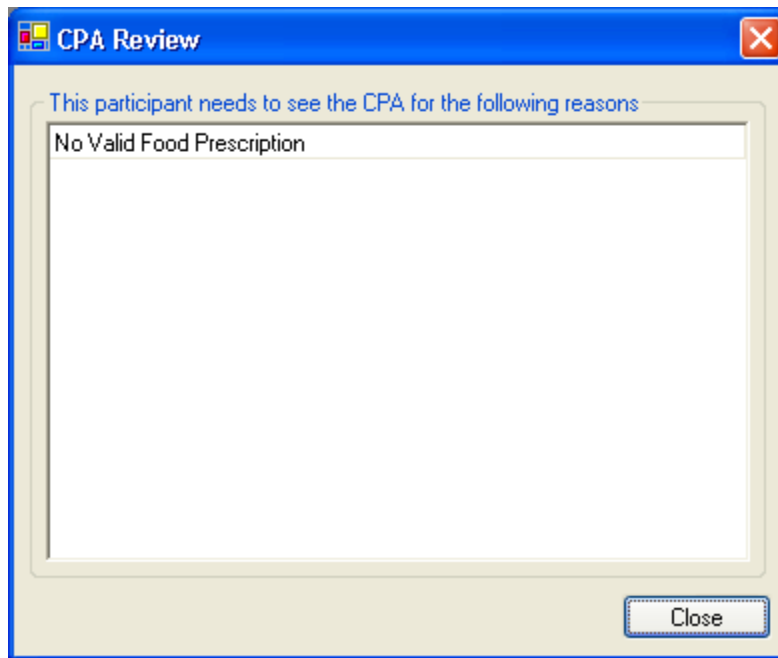 CPA Review
This participant needs to see the CPA for the following reasons
No Valid Food Prescription
Close